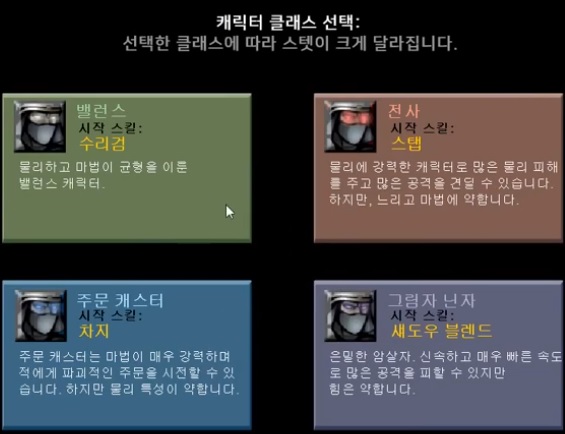 캐릭터 클래스 선택:
선택한 클래스에 따라 스텟이 크게 달라집니다.
밸런스
시작 스킬:
수리검
물리하고 마법이 균형을 이룬
밸런스 캐릭터.
전사
시작 스킬:
스탭
물리에 강력한 캐릭터로 많은 물리 피해
를 주고 많은 공격을 견딜 수 있습니다.
하지만, 느리고 마법에 약합니다.
주문 캐스터
시작 스킬:
차지
주문 캐스터는 마법이 매우 강력하며
적에게 파괴적인 주문을 시전할 수 있
습니다. 하지만 물리 특성이 약합니다.
그림자 닌자
시작 스킬:
섀도우 블렌드
은밀한 암살자. 신속하고 매우 빠른 속도
로 많은 공격을 피할 수 있지만
힘은 약합니다.